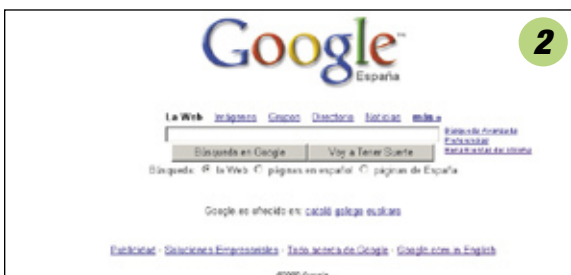 Google™
España
2
La Web Imágenes Grupos Directorio Noticias más »
Búsqueda Avanzada
Preferencias
Herramientas del idioma
Búsqueda en Google Voy a Tener Suerte
Búsqueda: la Web páginas en español páginas de España
Google es ofrecido en: català galego euskara
Publicidad - Soluciones Empresariales - Todo acerca de Google - Google.com in English
Google